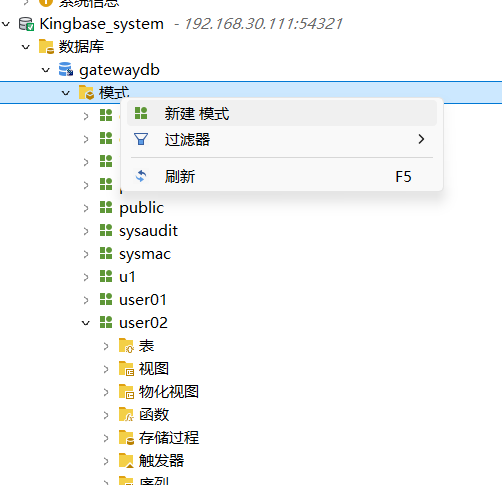 系统信息
Kingbase_system - 192.168.30.111:54321
数据库
gatewaydb
模式
新建 模式
过滤器
刷新 F5
public
sysaudit
sysmac
u1
user01
user02
表
视图
物化视图
函数
存储过程
触发器
序列